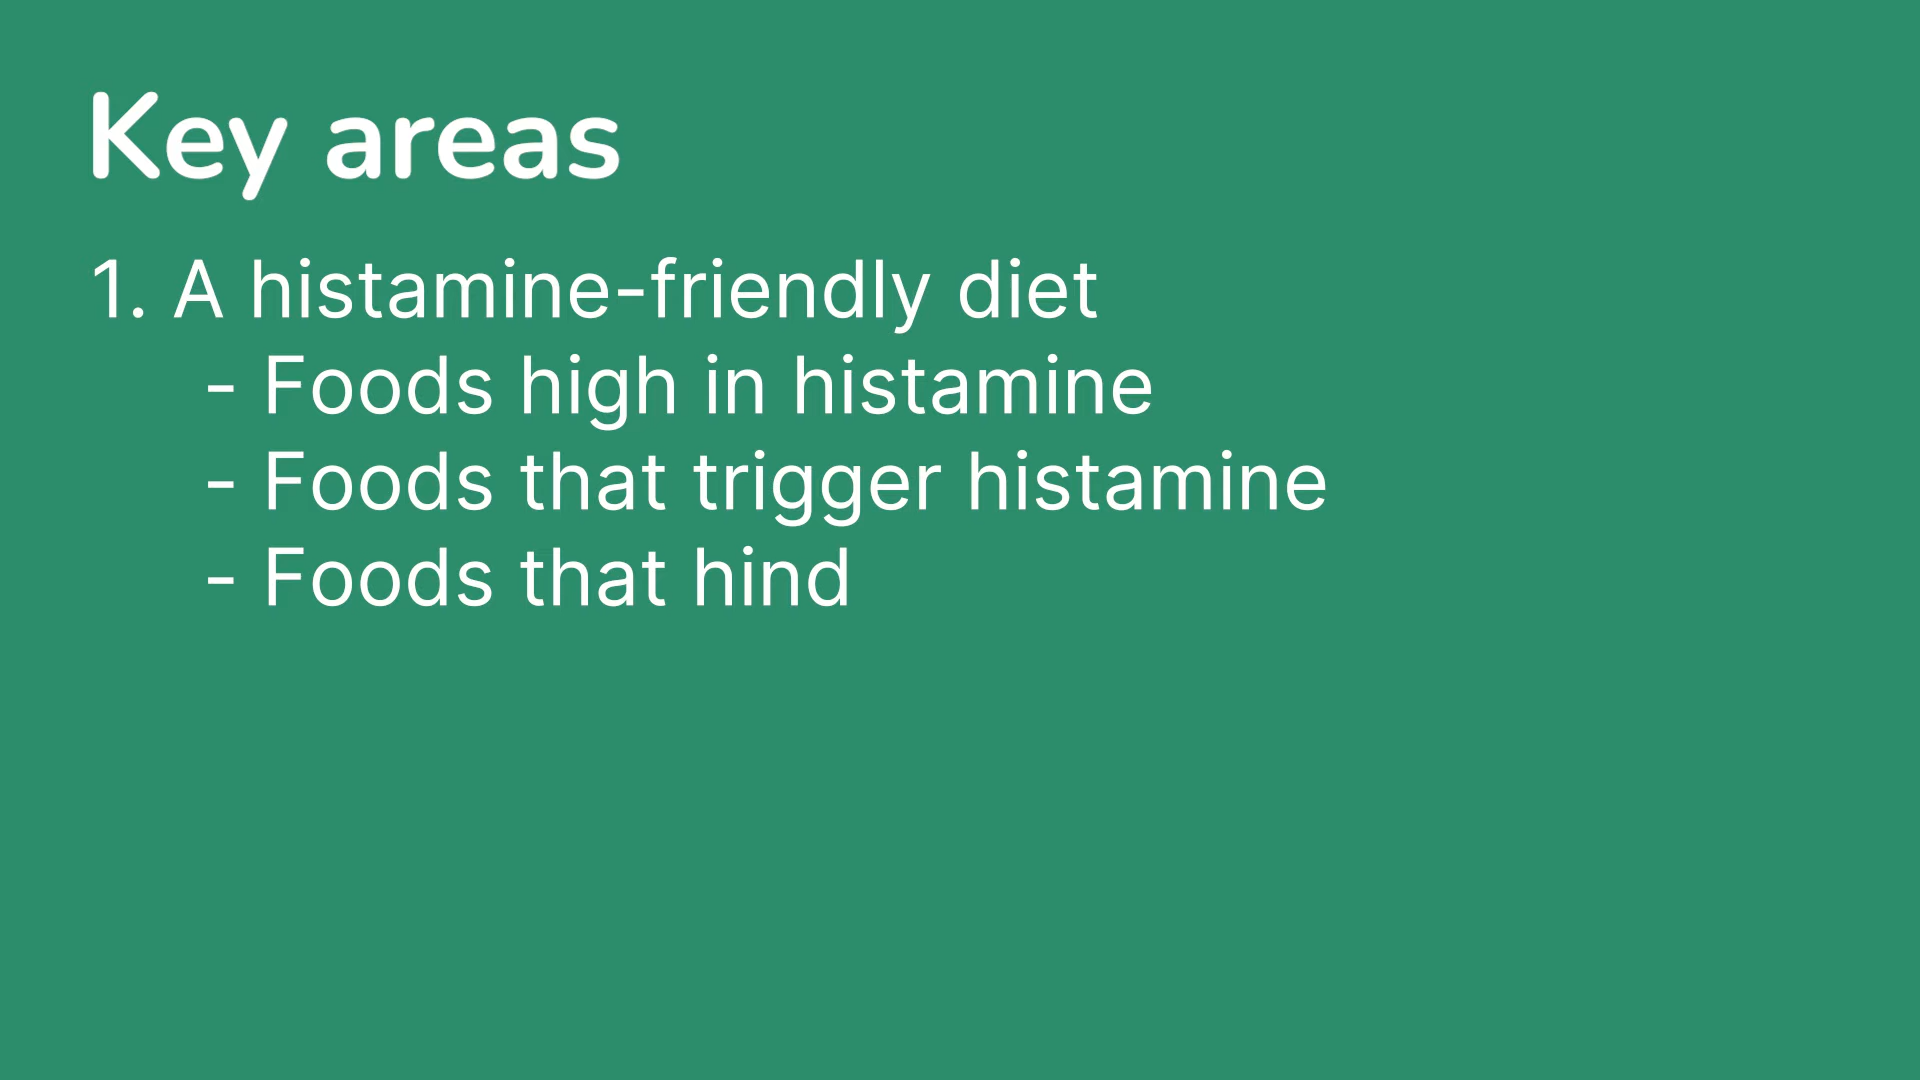 Key areas
1. A histamine-friendly diet
- Foods high in histamine
- Foods that trigger histamine
- Foods that hind